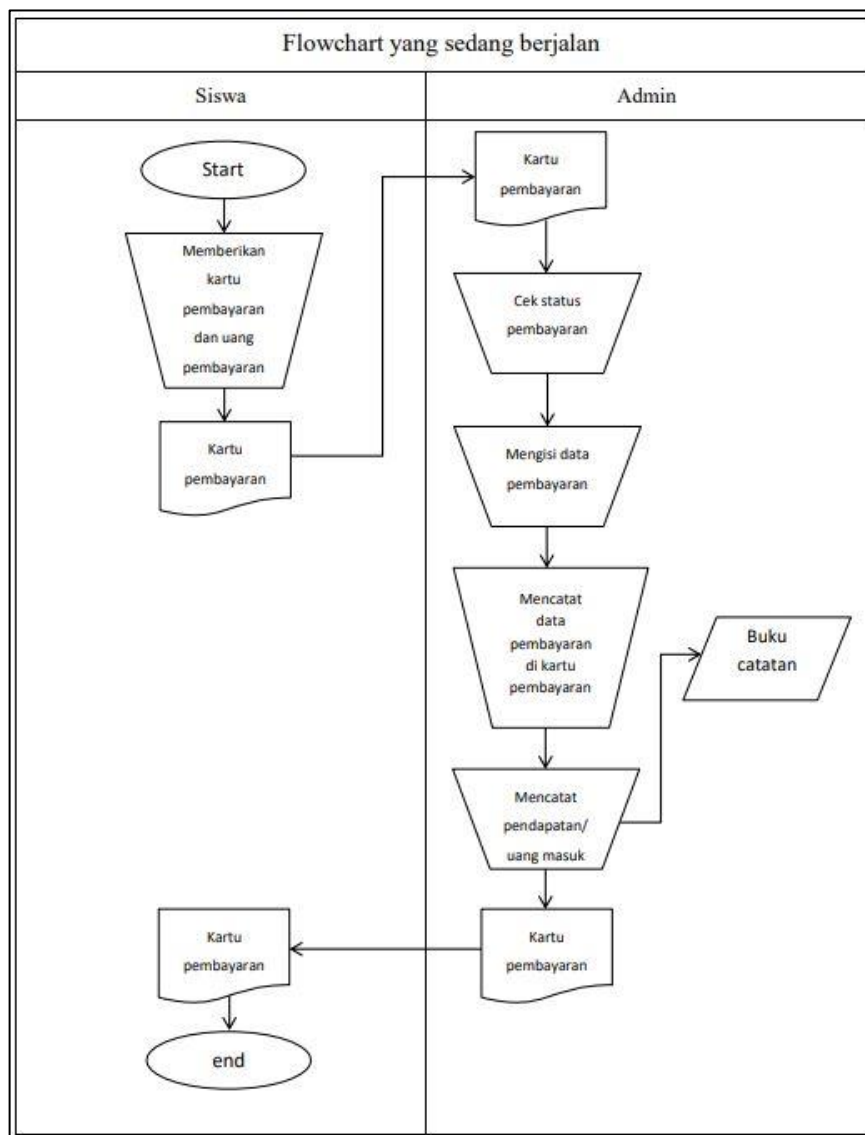 Flowchart yang sedang berjalan
Siswa
Admin
Start
Memberikan
kartu
pembayaran
dan uang
pembayaran
Kartu
pembayaran
Kartu
pembayaran
Cek status
pembayaran
Mengisi data
pembayaran
Mencatat
data
pembayaran
di kartu
pembayaran
Buku
catatan
Mencatat
pendapatan/
uang masuk
Kartu
pembayaran
Kartu
pembayaran
end